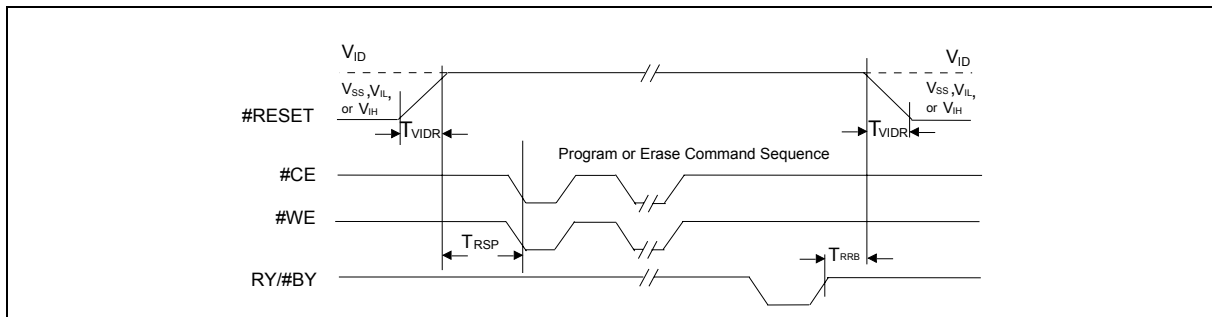 VID VID
VSS,VIL,
or VIH
VSS,VIL,
or VIH
#RESET
TVIDR TVIDR
Program or Erase Command Sequence
#CE
#WE
TRSP
TRRB
RY/#BY